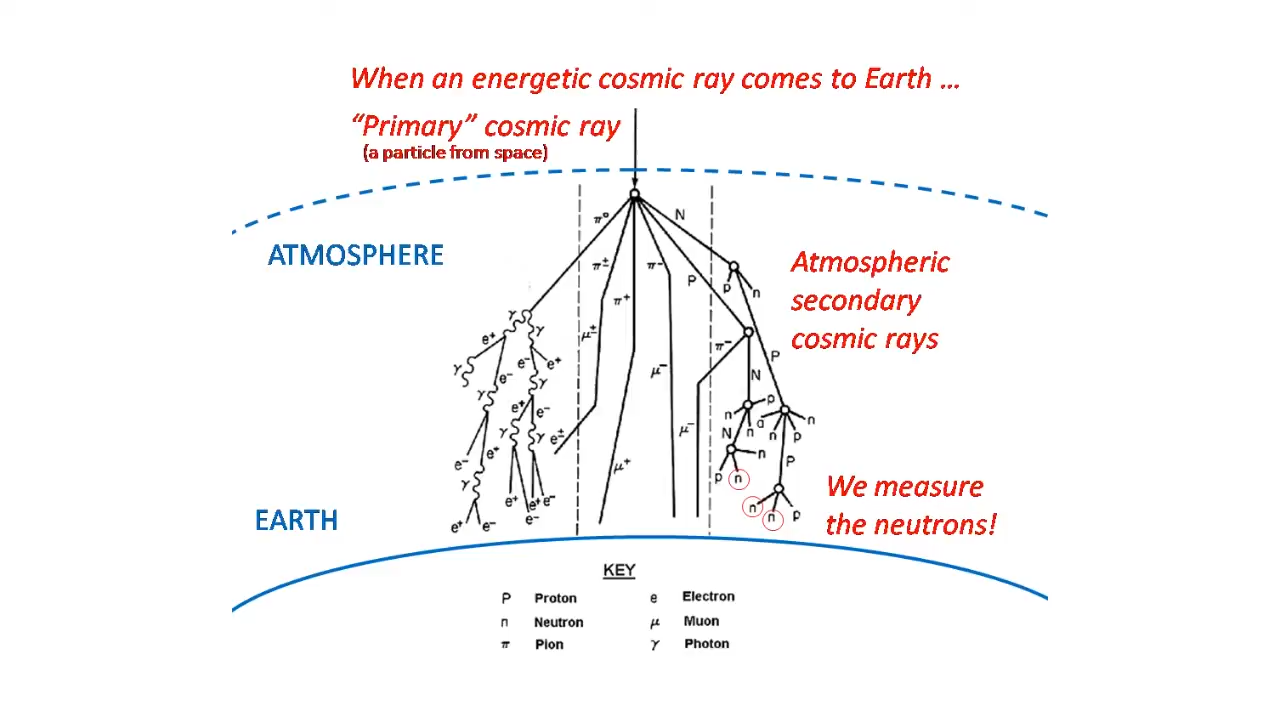 When an energetic cosmic ray comes to Earth …
“Primary” cosmic ray
(a particle from space)
ATMOSPHERE
Atmospheric
secondary
cosmic rays
EARTH
We measure
the neutrons!
π° N
π± π⁻ P
π⁺
p n
γ γ
e⁺ μ± π⁻
γ e⁻ e⁺ P
e⁻ γ μ⁻ N
γ e⁺ e⁻ n p
γ γ e± μ⁻ N n α n p n
e⁻ e⁺ n P
γ μ⁺ p n
e⁺ e⁺ e⁻ n n p
e⁺ e⁻ e⁻
KEY
P Proton e Electron
n Neutron μ Muon
π Pion γ Photon